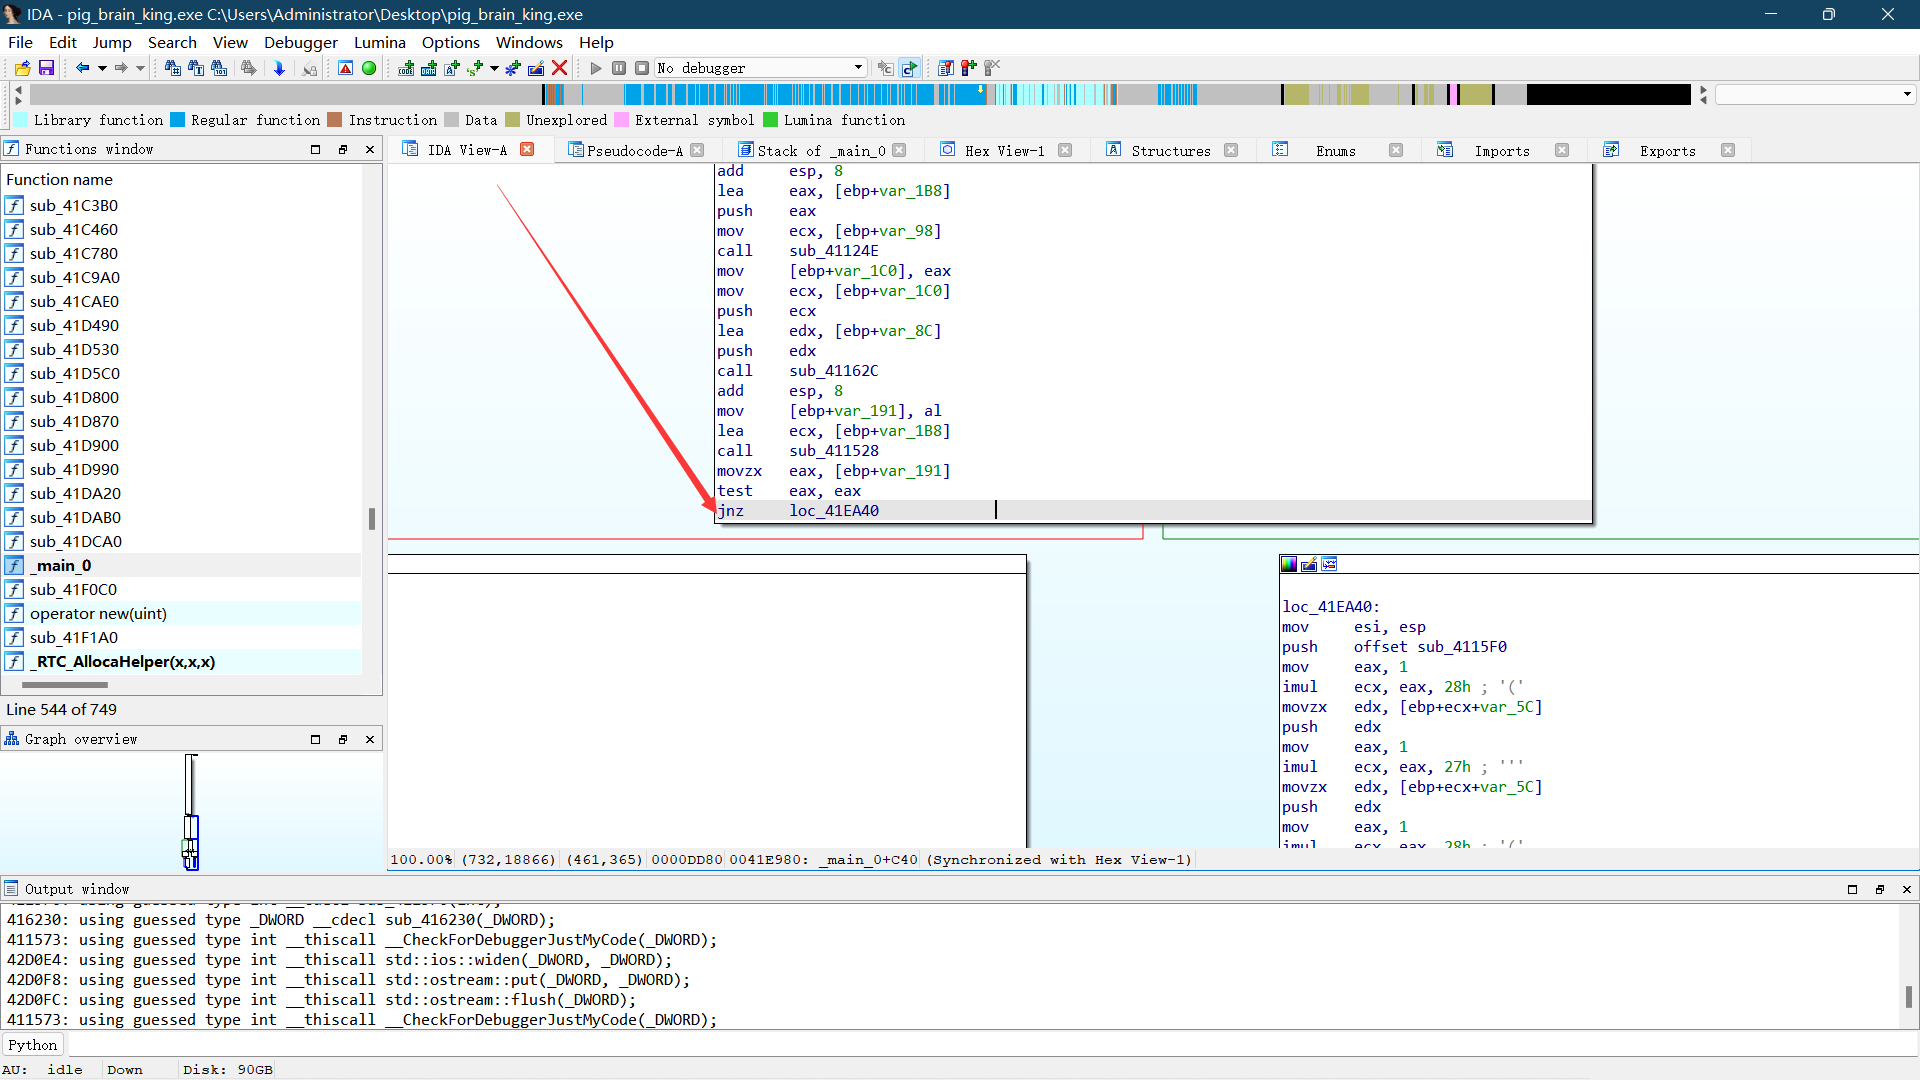 IDA - pig_brain_king.exe C:\Users\Administrator\Desktop\pig_brain_king.exe
File Edit Jump Search View Debugger Lumina Options Windows Help
No debugger
Library function Regular function Instruction Data Unexplored External symbol Lumina function
Functions window
IDA View-A Pseudocode-A Stack of _main_0 Hex View-1 Structures Enums Imports Exports
Function name
sub_41C3B0
sub_41C460
sub_41C780
sub_41C9A0
sub_41CAE0
sub_41D490
sub_41D530
sub_41D5C0
sub_41D800
sub_41D870
sub_41D900
sub_41D990
sub_41DA20
sub_41DAB0
sub_41DCA0
_main_0
sub_41F0C0
operator new(uint)
sub_41F1A0
_RTC_AllocaHelper(x,x,x)
Line 544 of 749
Graph overview
add esp, 8
lea eax, [ebp+var_1B8]
push eax
mov ecx, [ebp+var_98]
call sub_41124E
mov [ebp+var_1C0], eax
mov ecx, [ebp+var_1C0]
push ecx
lea edx, [ebp+var_8C]
push edx
call sub_41162C
add esp, 8
mov [ebp+var_191], al
lea ecx, [ebp+var_1B8]
call sub_411528
movzx eax, [ebp+var_191]
test eax, eax
jnz loc_41EA40
loc_41EA40:
mov esi, esp
push offset sub_4115F0
mov eax, 1
imul ecx, eax, 28h ; '('
movzx edx, [ebp+ecx+var_5C]
push edx
mov eax, 1
imul ecx, eax, 27h ; '''
movzx edx, [ebp+ecx+var_5C]
push edx
mov eax, 1
imul ecx, eax, 28h ; '('
100.00% (732,18866) (461,365) 0000DD80 0041E980: _main_0+C40 (Synchronized with Hex View-1)
Output window
416230: using guessed type _DWORD __cdecl sub_416230(_DWORD);
411573: using guessed type int __thiscall __CheckForDebuggerJustMyCode(_DWORD);
42D0E4: using guessed type int __thiscall std::ios::widen(_DWORD, _DWORD);
42D0F8: using guessed type int __thiscall std::ostream::put(_DWORD, _DWORD);
42D0FC: using guessed type int __thiscall std::ostream::flush(_DWORD);
411573: using guessed type int __thiscall __CheckForDebuggerJustMyCode(_DWORD);
Python
AU: idle Down Disk: 90GB